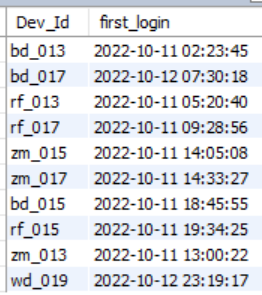 Dev_Id first_login
bd_013 2022-10-11 02:23:45
bd_017 2022-10-12 07:30:18
rf_013 2022-10-11 05:20:40
rf_017 2022-10-11 09:28:56
zm_015 2022-10-11 14:05:08
zm_017 2022-10-11 14:33:27
bd_015 2022-10-11 18:45:55
rf_015 2022-10-11 19:34:25
zm_013 2022-10-11 13:00:22
wd_019 2022-10-12 23:19:17